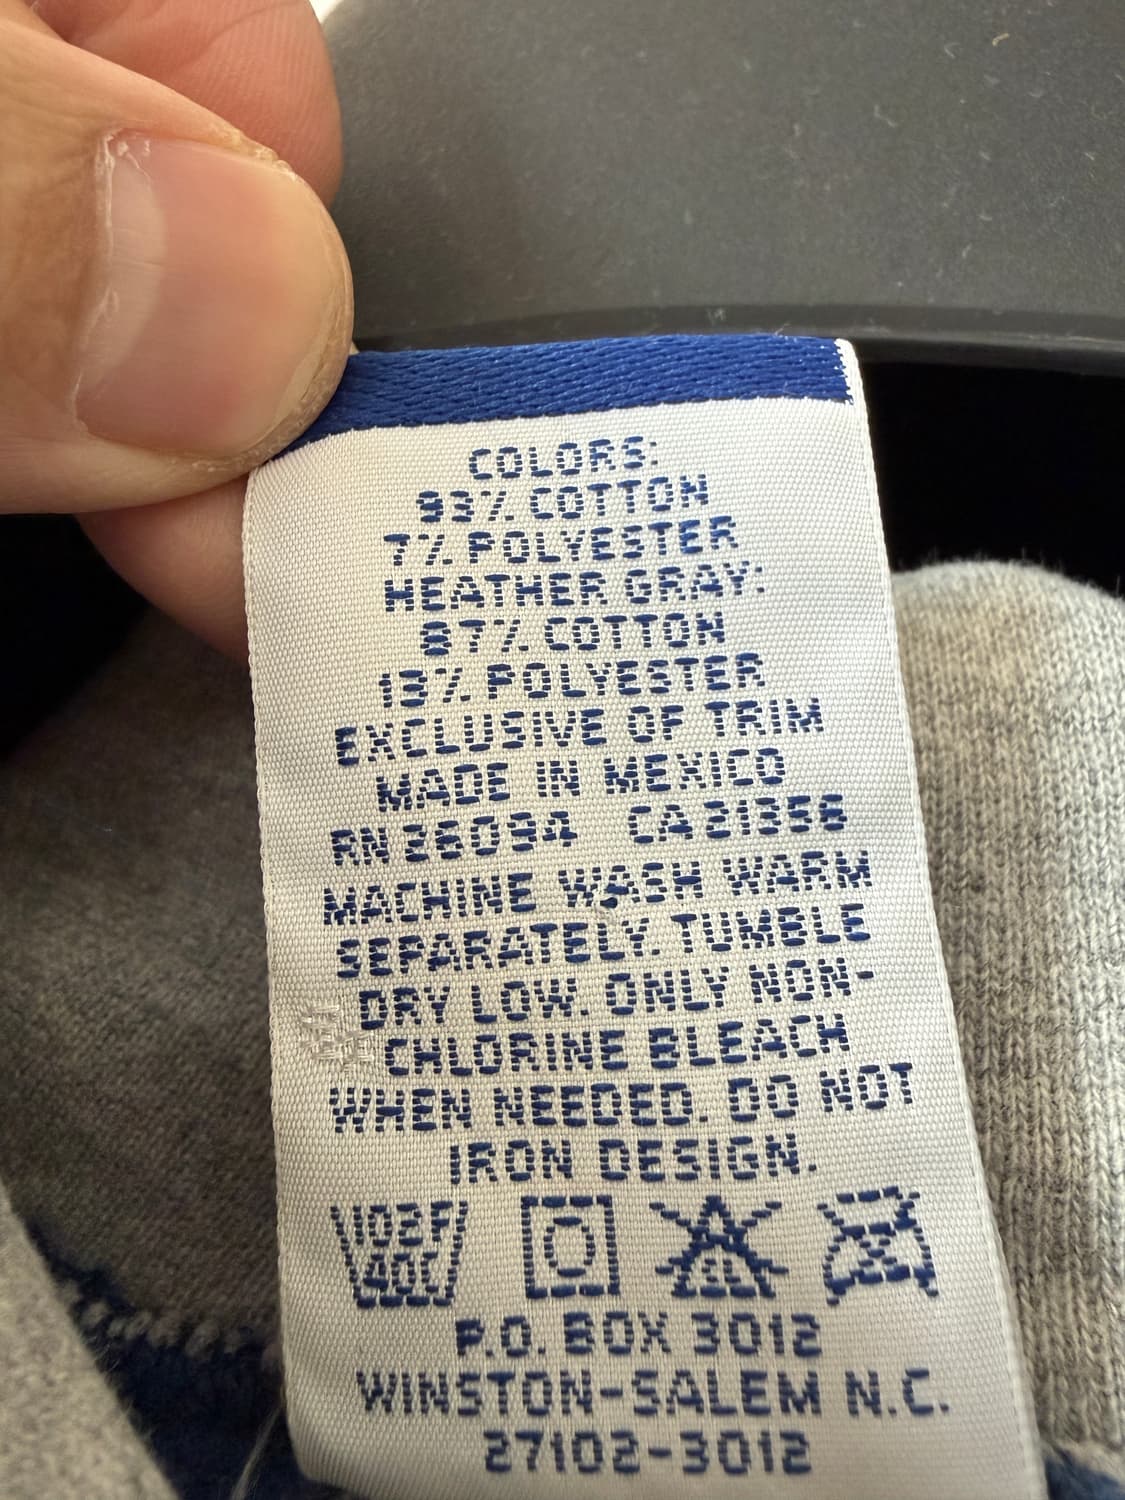 COLORS:
93% COTTON
7% POLYESTER
HEATHER GRAY:
87% COTTON
13% POLYESTER
EXCLUSIVE OF TRIM
MADE IN MEXICO
RN 26094 CA 21356
MACHINE WASH WARM
SEPARATELY. TUMBLE
DRY LOW. ONLY NON-
CHLORINE BLEACH
WHEN NEEDED. DO NOT
IRON DESIGN.
102F
40C
CL
P.O. BOX 3012
WINSTON-SALEM N.C.
27102-3012